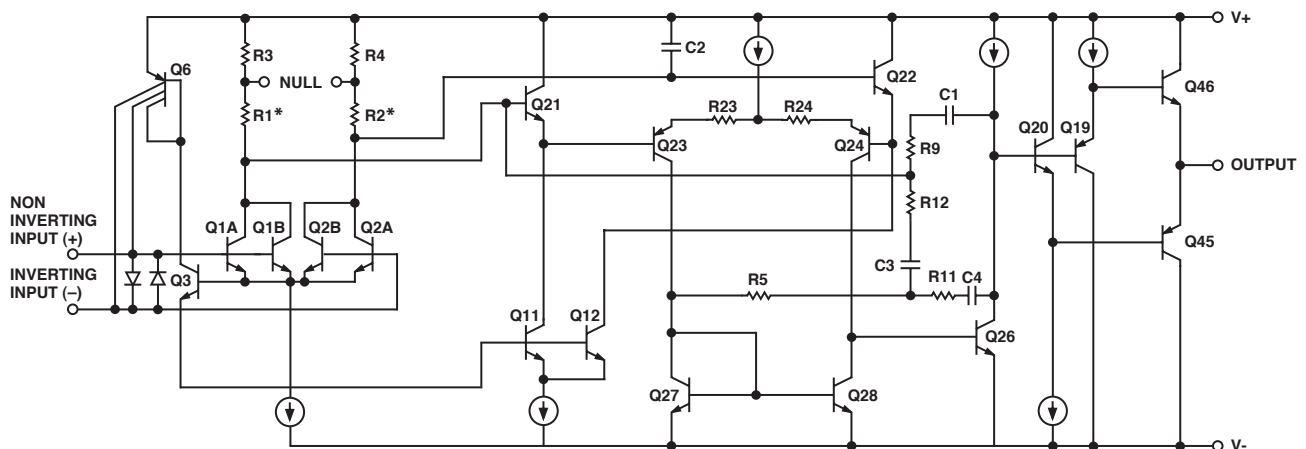 V+
R3
R4
C2
Q6
NULL
Q22
Q46
R1*
R2*
Q21
R23
R24
C1
Q20
Q19
Q23
Q24
R9
OUTPUT
R12
NON
INVERTING
INPUT (+)
Q1A
Q1B
Q2B
Q2A
Q45
INVERTING
INPUT (–)
Q3
C3
R5
R11
C4
Q11
Q12
Q26
Q27
Q28
V-